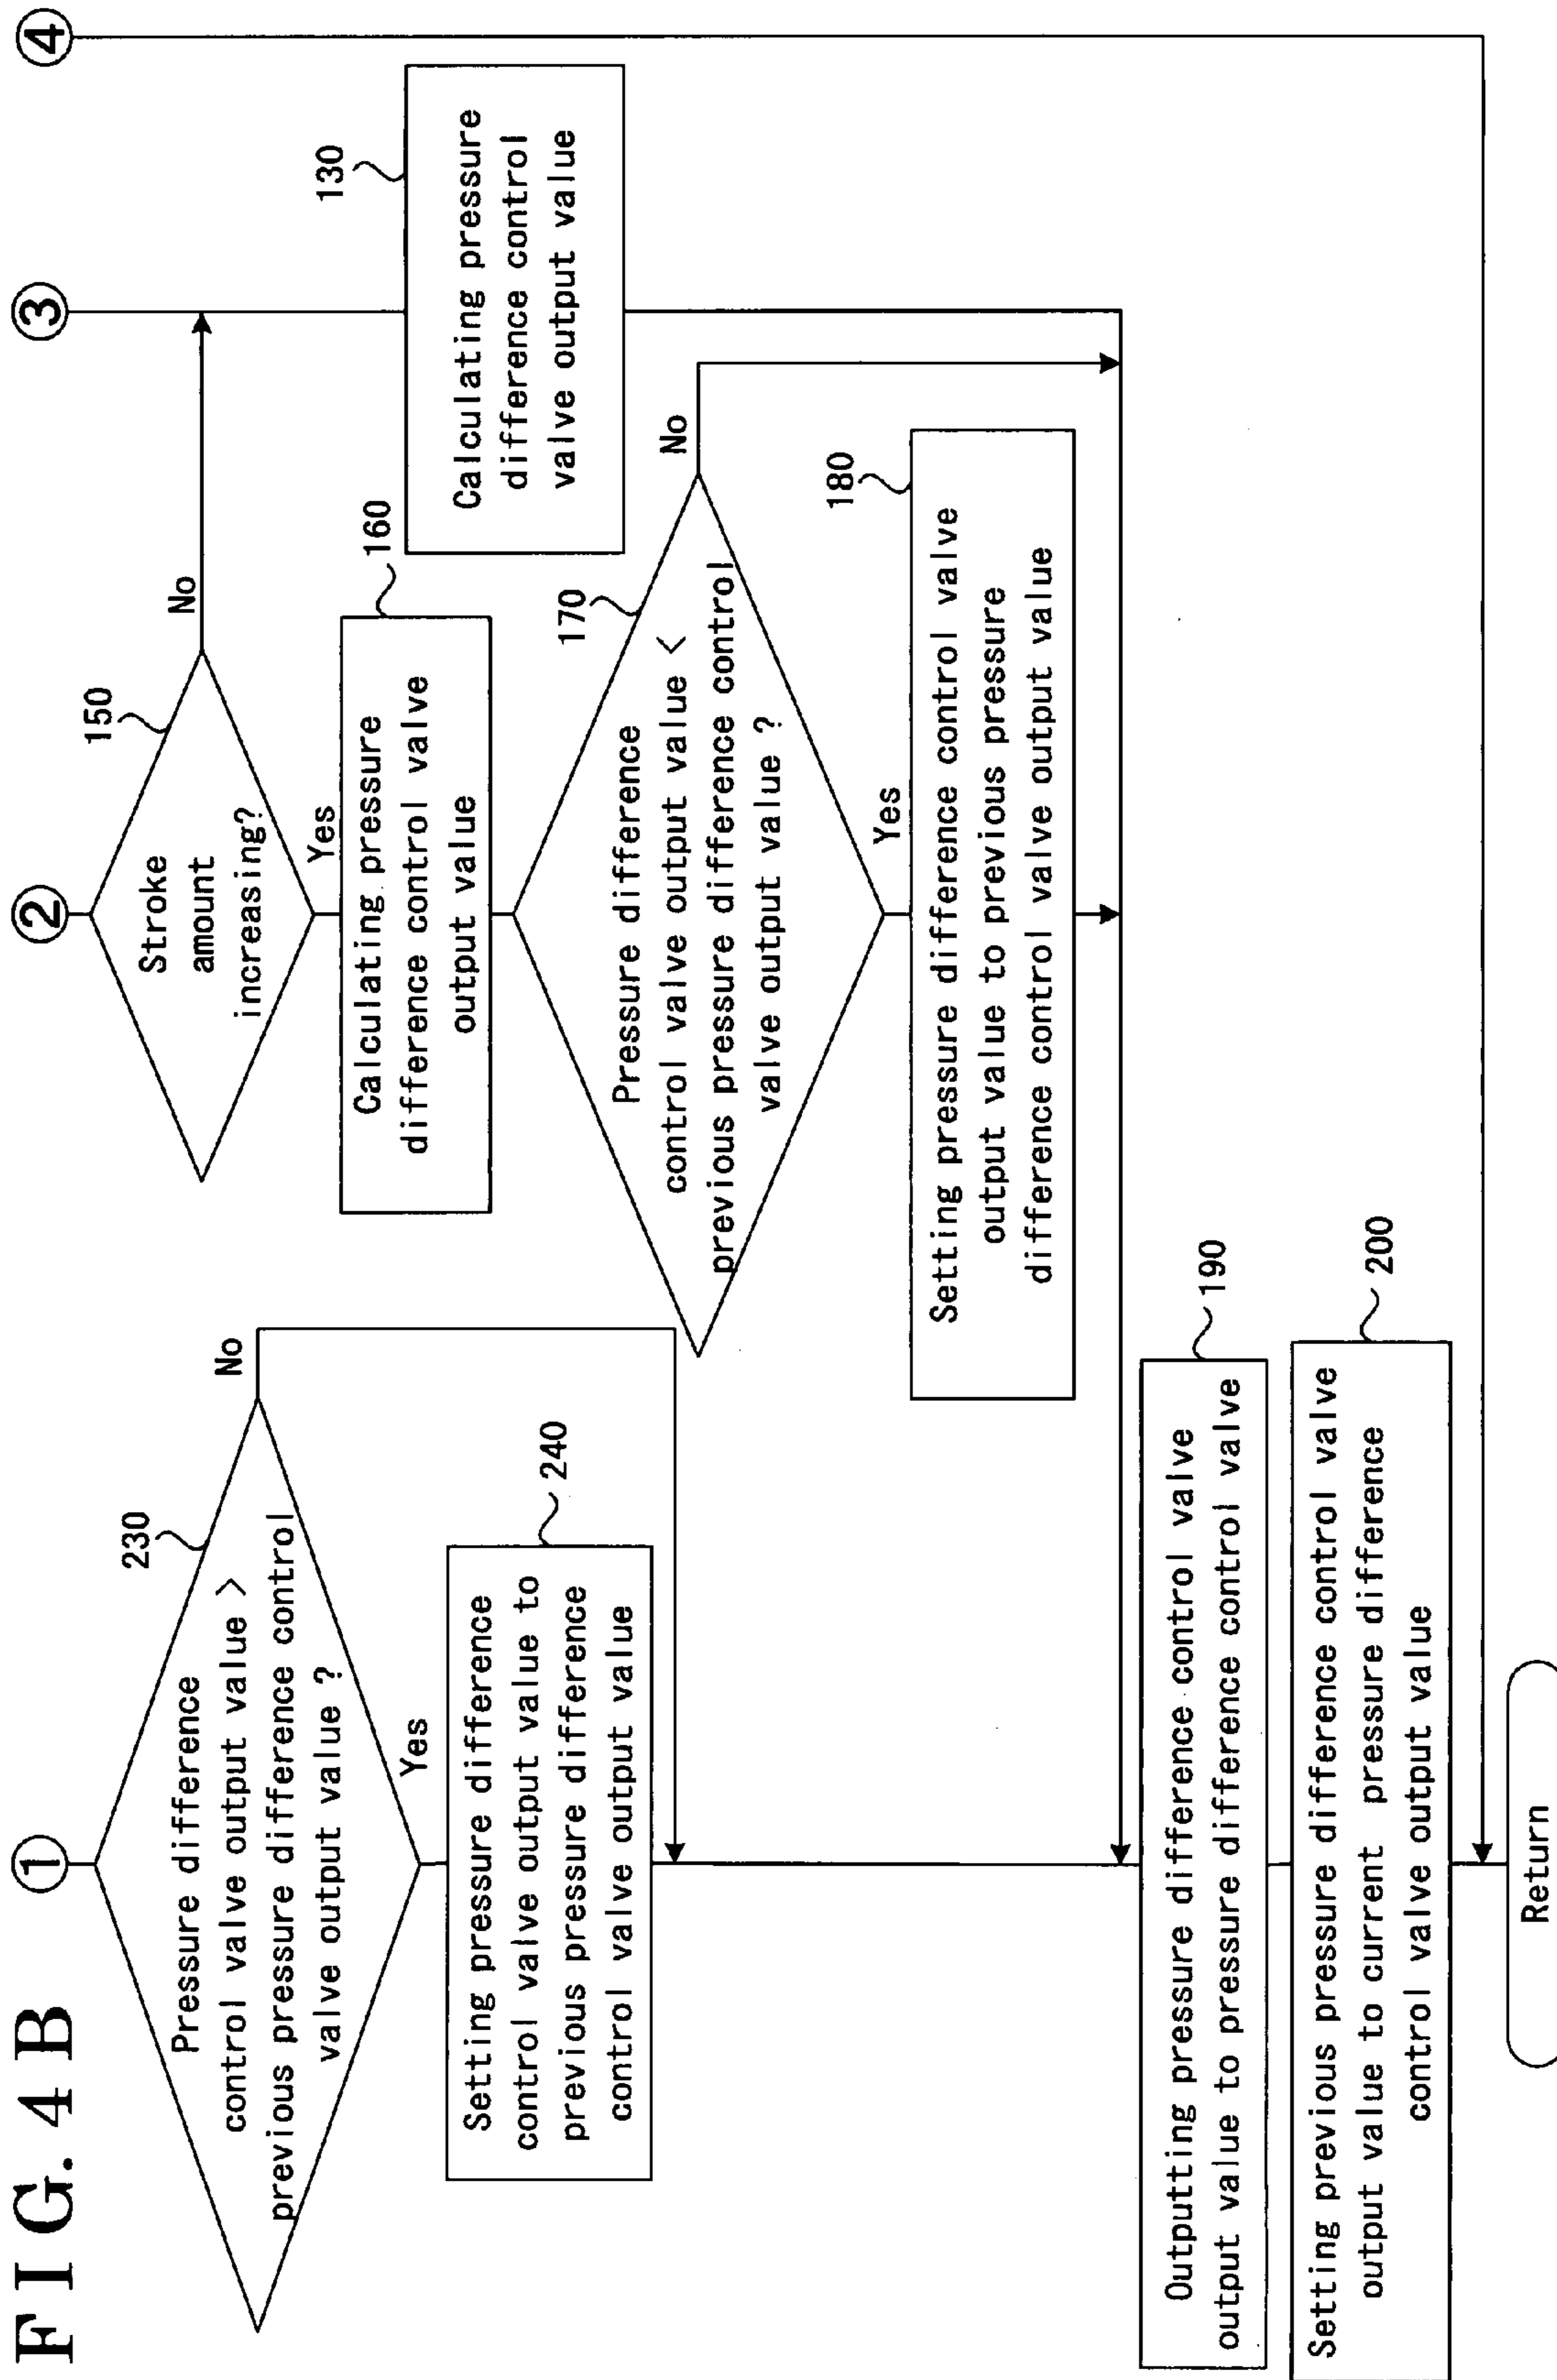 FIG. 4B
1
Pressure difference
control valve output value >
previous pressure difference control
valve output value ?
230
No
Yes
Setting pressure difference
control valve output value to
previous pressure difference
control valve output value
240
2
Stroke
amount
increasing?
150
No
Yes
Calculating pressure
difference control valve
output value
160
Pressure difference
control valve output value <
previous pressure difference control
valve output value ?
170
No
Yes
Setting pressure difference control valve
output value to previous pressure
difference control valve output value
180
3
Calculating pressure
difference control
valve output value
130
4
Outputting pressure difference control valve
output value to pressure difference control valve
190
Setting previous pressure difference control valve
output value to current pressure difference
control valve output value
200
Return